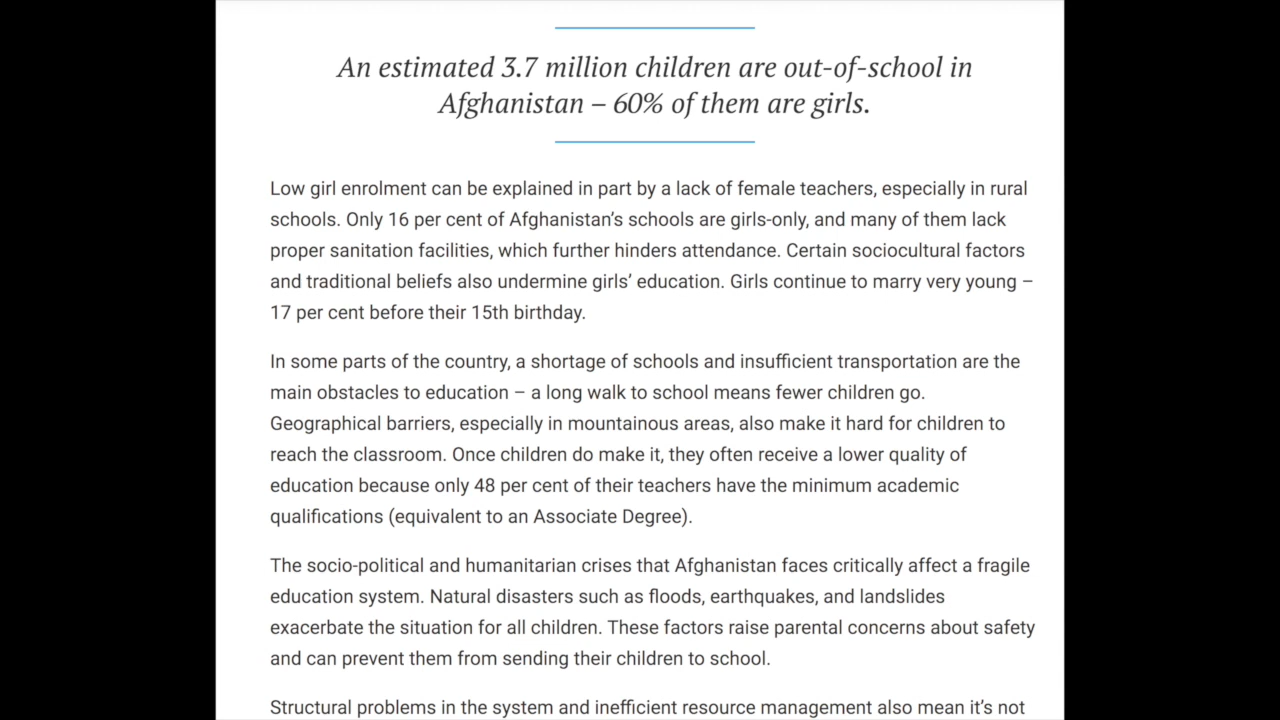 An estimated 3.7 million children are out-of-school in
Afghanistan – 60% of them are girls.
Low girl enrolment can be explained in part by a lack of female teachers, especially in rural
schools. Only 16 per cent of Afghanistan’s schools are girls-only, and many of them lack
proper sanitation facilities, which further hinders attendance. Certain sociocultural factors
and traditional beliefs also undermine girls’ education. Girls continue to marry very young –
17 per cent before their 15th birthday.
In some parts of the country, a shortage of schools and insufficient transportation are the
main obstacles to education – a long walk to school means fewer children go.
Geographical barriers, especially in mountainous areas, also make it hard for children to
reach the classroom. Once children do make it, they often receive a lower quality of
education because only 48 per cent of their teachers have the minimum academic
qualifications (equivalent to an Associate Degree).
The socio-political and humanitarian crises that Afghanistan faces critically affect a fragile
education system. Natural disasters such as floods, earthquakes, and landslides
exacerbate the situation for all children. These factors raise parental concerns about safety
and can prevent them from sending their children to school.
Structural problems in the system and inefficient resource management also mean it’s not